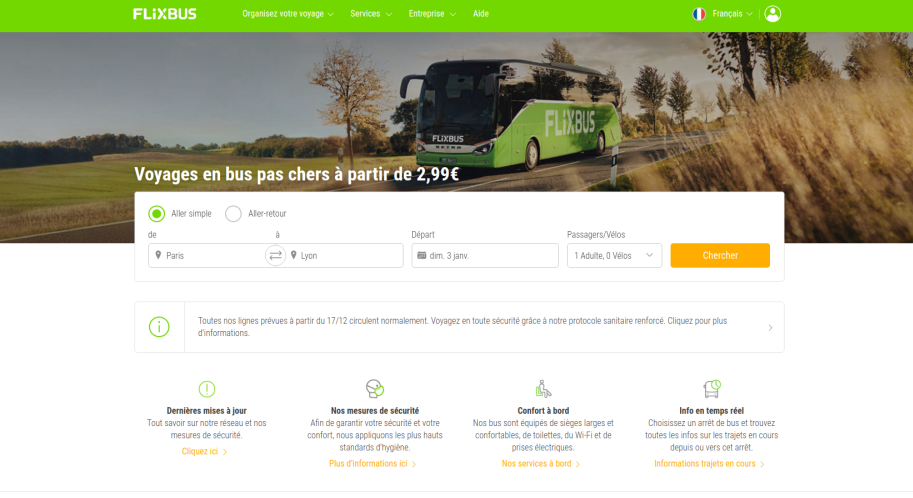 FLiXBUS
Organisez votre voyage
Services
Entreprise
Aide
Français
FLiXBUS
FLiXBUS
SETRA
Voyages en bus pas chers à partir de 2,99€
Aller simple
Aller-retour
de
à
Départ
Passagers/Vélos
Paris
Lyon
dim. 3 janv.
1 Adulte, 0 Vélos
Chercher
Toutes nos lignes prévues à partir du 17/12 circulent normalement. Voyagez en toute sécurité grâce à notre protocole sanitaire renforcé. Cliquez pour plus
d'informations.
Dernières mises à jour
Tout savoir sur notre réseau et nos
mesures de sécurité.
Cliquez ici
Nos mesures de sécurité
Afin de garantir votre sécurité et votre
confort, nous appliquons les plus hauts
standards d'hygiène.
Plus d'informations ici
Confort à bord
Nos bus sont équipés de sièges larges et
confortables, de toilettes, du Wi-Fi et de
prises électriques.
Nos services à bord
Info en temps réel
Choisissez un arrêt de bus et trouvez
toutes les infos sur les trajets en cours
depuis ou vers cet arrêt.
Informations trajets en cours